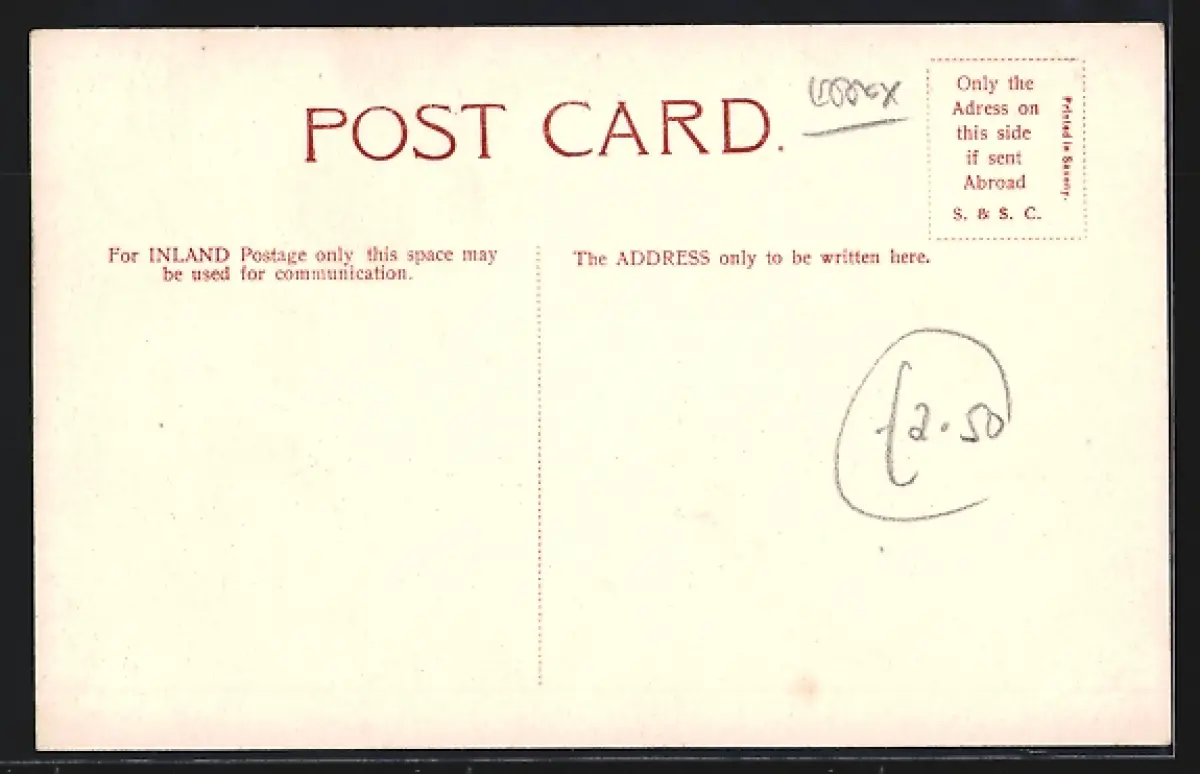 POST CARD.
Only the
Adress on
this side
if sent
Abroad
S. & S. C.
Printed in Saxony.
For INLAND Postage only this space may
be used for communication.
The ADDRESS only to be written here.
£2.50